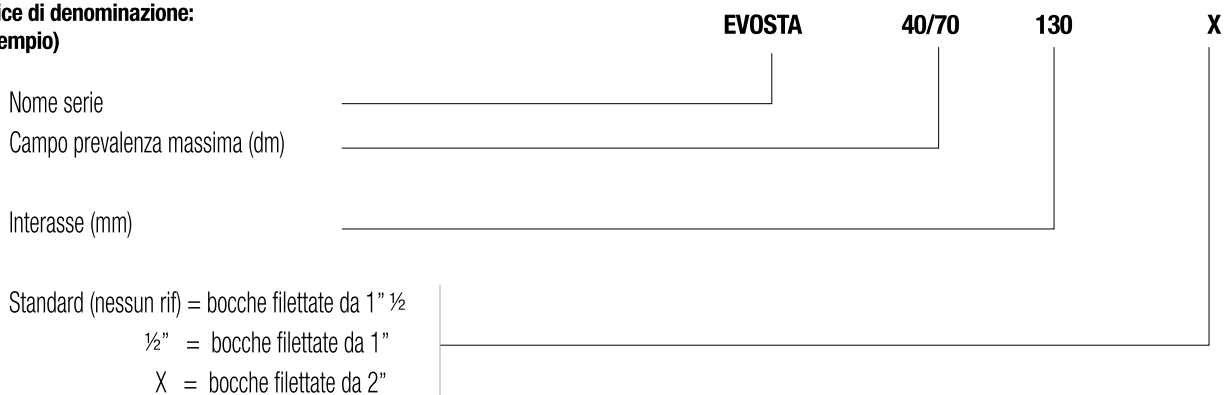 ice di denominazione:
empio)
EVOSTA 40/70 130 X
Nome serie
Campo prevalenza massima (dm)
Interasse (mm)
Standard (nessun rif) = bocche filettate da 1” ½
½” = bocche filettate da 1”
X = bocche filettate da 2”